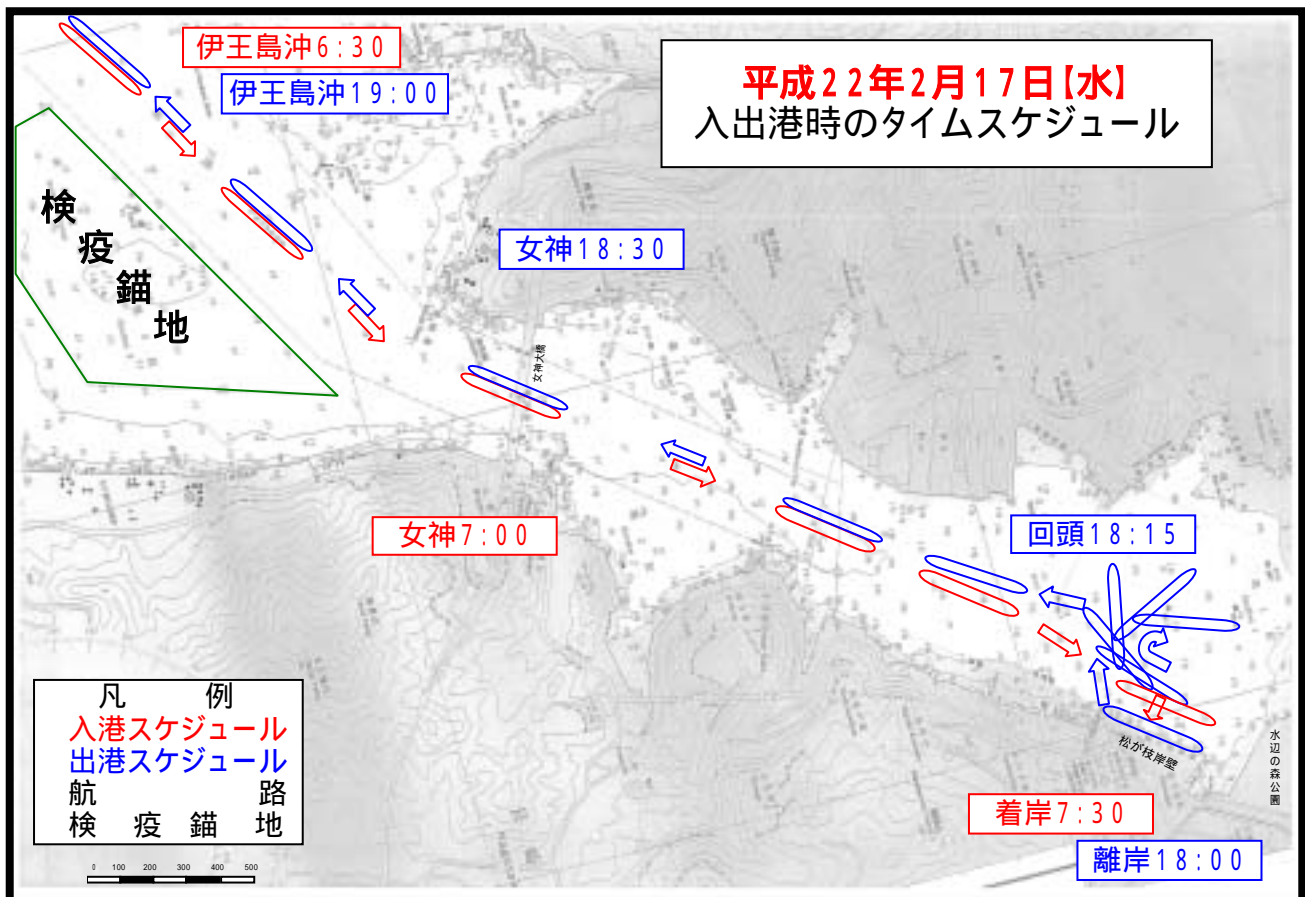 伊王島沖6:30
伊王島沖19:00
平成22年2月17日【水】
入出港時のタイムスケジュール
検疫錨地
女神18:30
女神大橋
女神7:00
回頭18:15
松が枝岸壁
水辺の森公園
着岸7:30
離岸18:00
凡 例
入港スケジュール
出港スケジュール
航 路
検 疫 錨 地
0 100 200 300 400 500